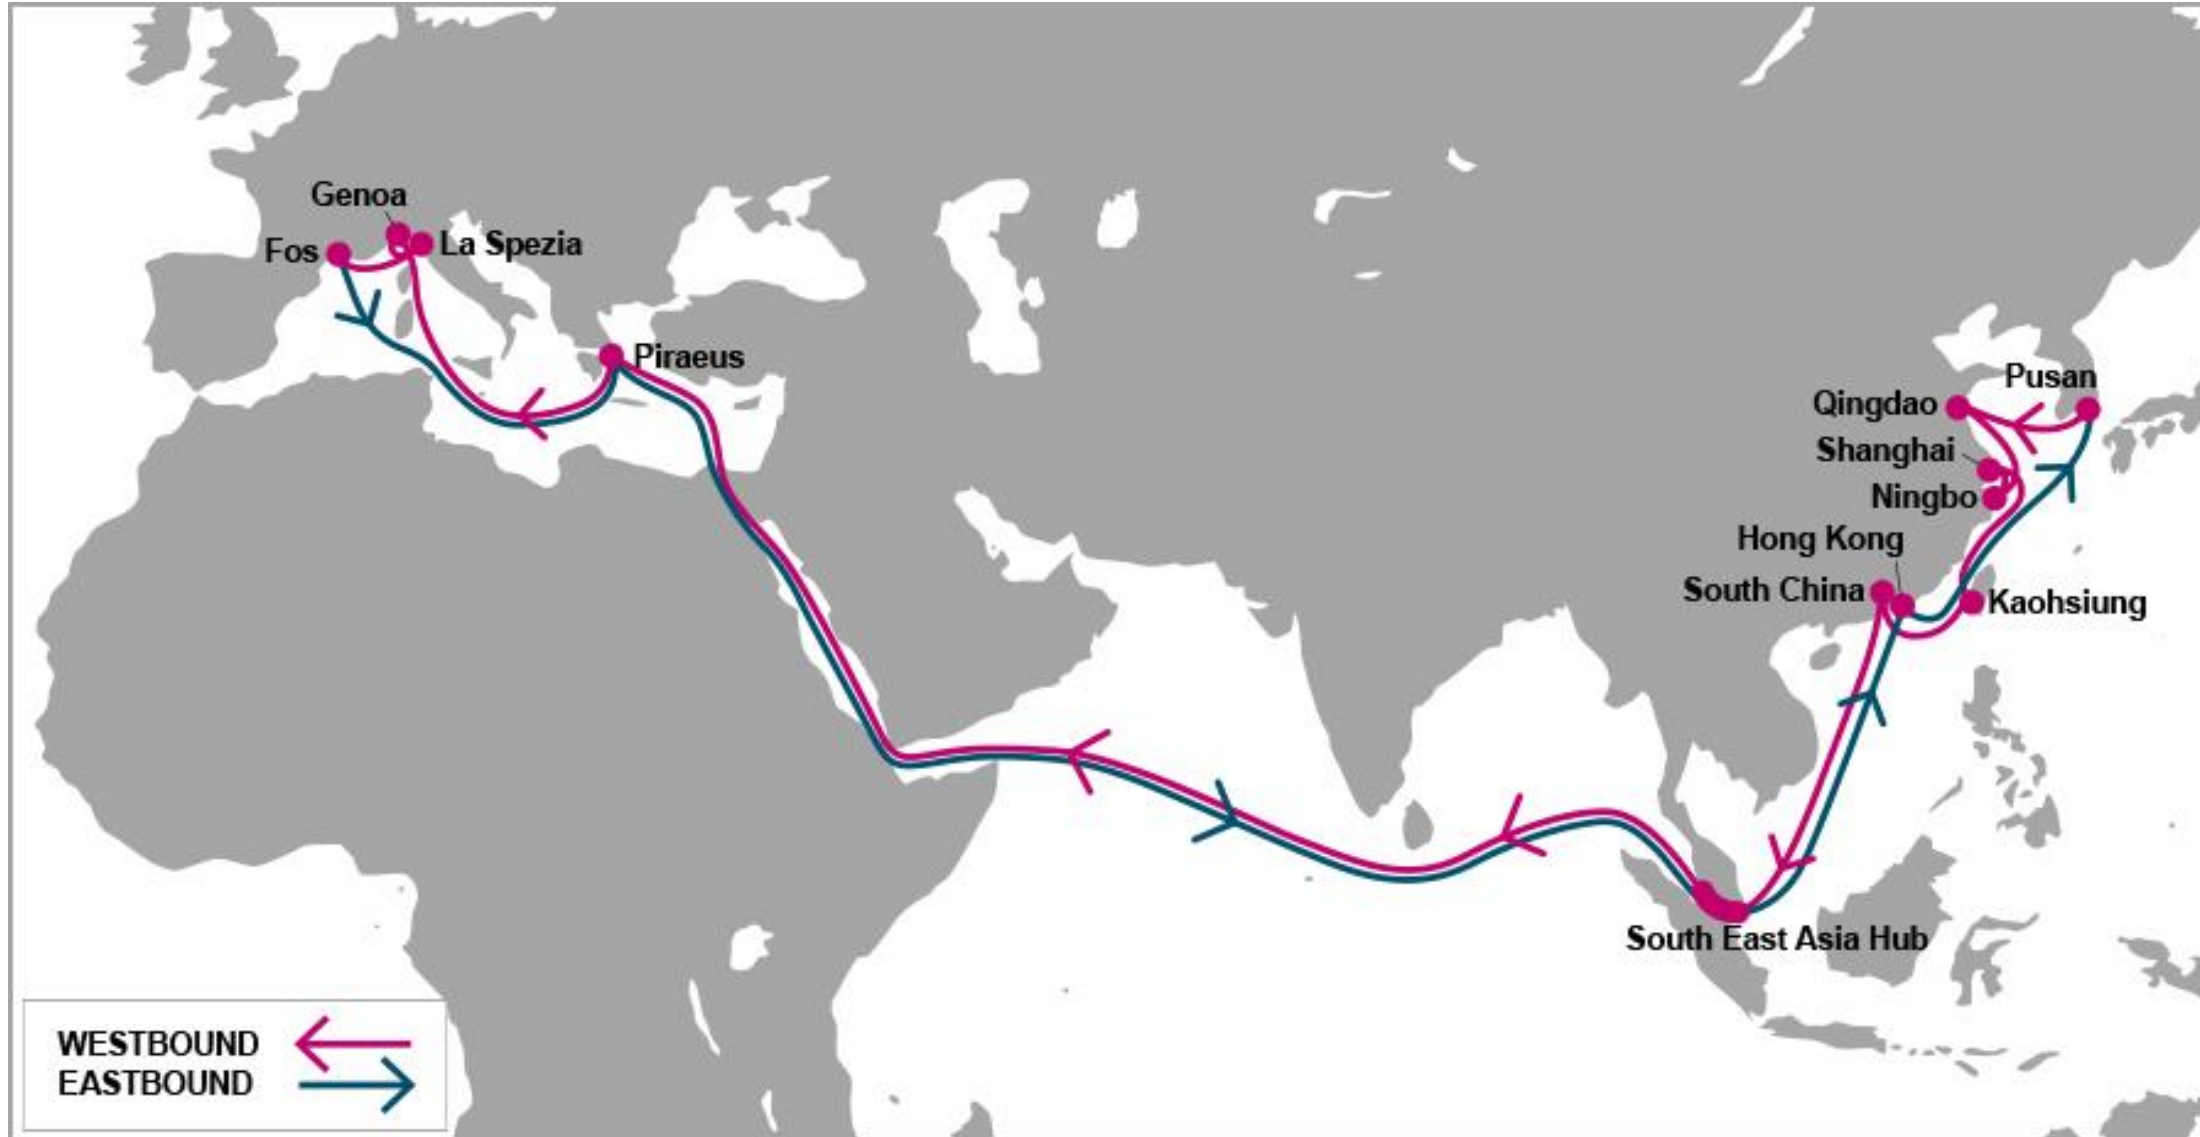 Genoa
Fos
La Spezia
Piraeus
Pusan
Qingdao
Shanghai
Ningbo
Hong Kong
South China
Kaohsiung
South East Asia Hub
WESTBOUND
EASTBOUND